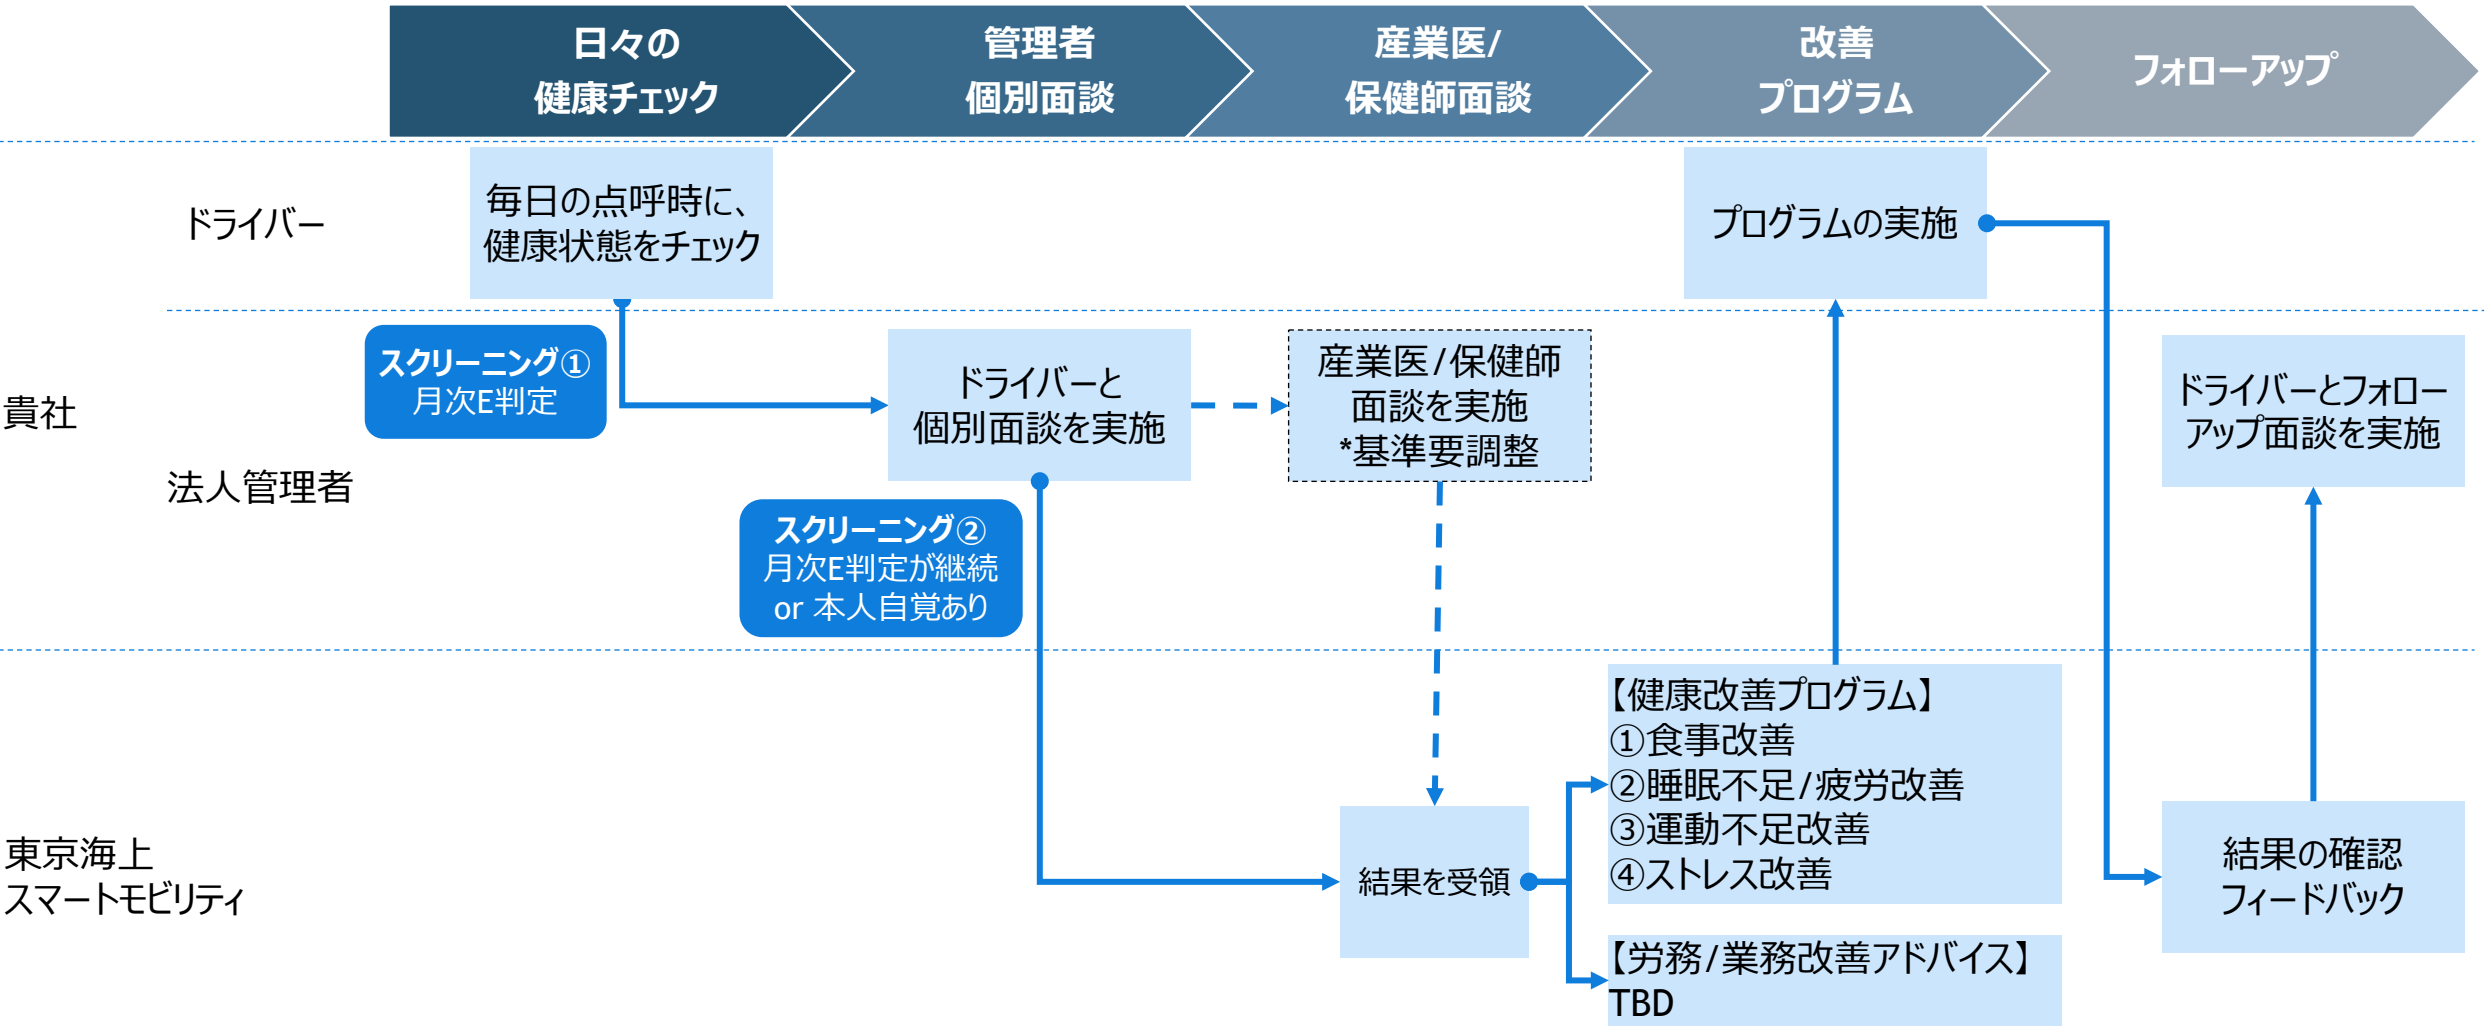 日々の
健康チェック
管理者
個別面談
産業医/
保健師面談
改善
プログラム
フォローアップ
ドライバー
毎日の点呼時に、
健康状態をチェック
プログラムの実施
貴社
法人管理者
スクリーニング①
月次E判定
ドライバーと
個別面談を実施
産業医/保健師
面談を実施
*基準要調整
ドライバーとフォロー
アップ面談を実施
スクリーニング②
月次E判定が継続
or 本人自覚あり
東京海上
スマートモビリティ
結果を受領
【健康改善プログラム】
①食事改善
②睡眠不足/疲労改善
③運動不足改善
④ストレス改善
【労務/業務改善アドバイス】
TBD
結果の確認
フィードバック